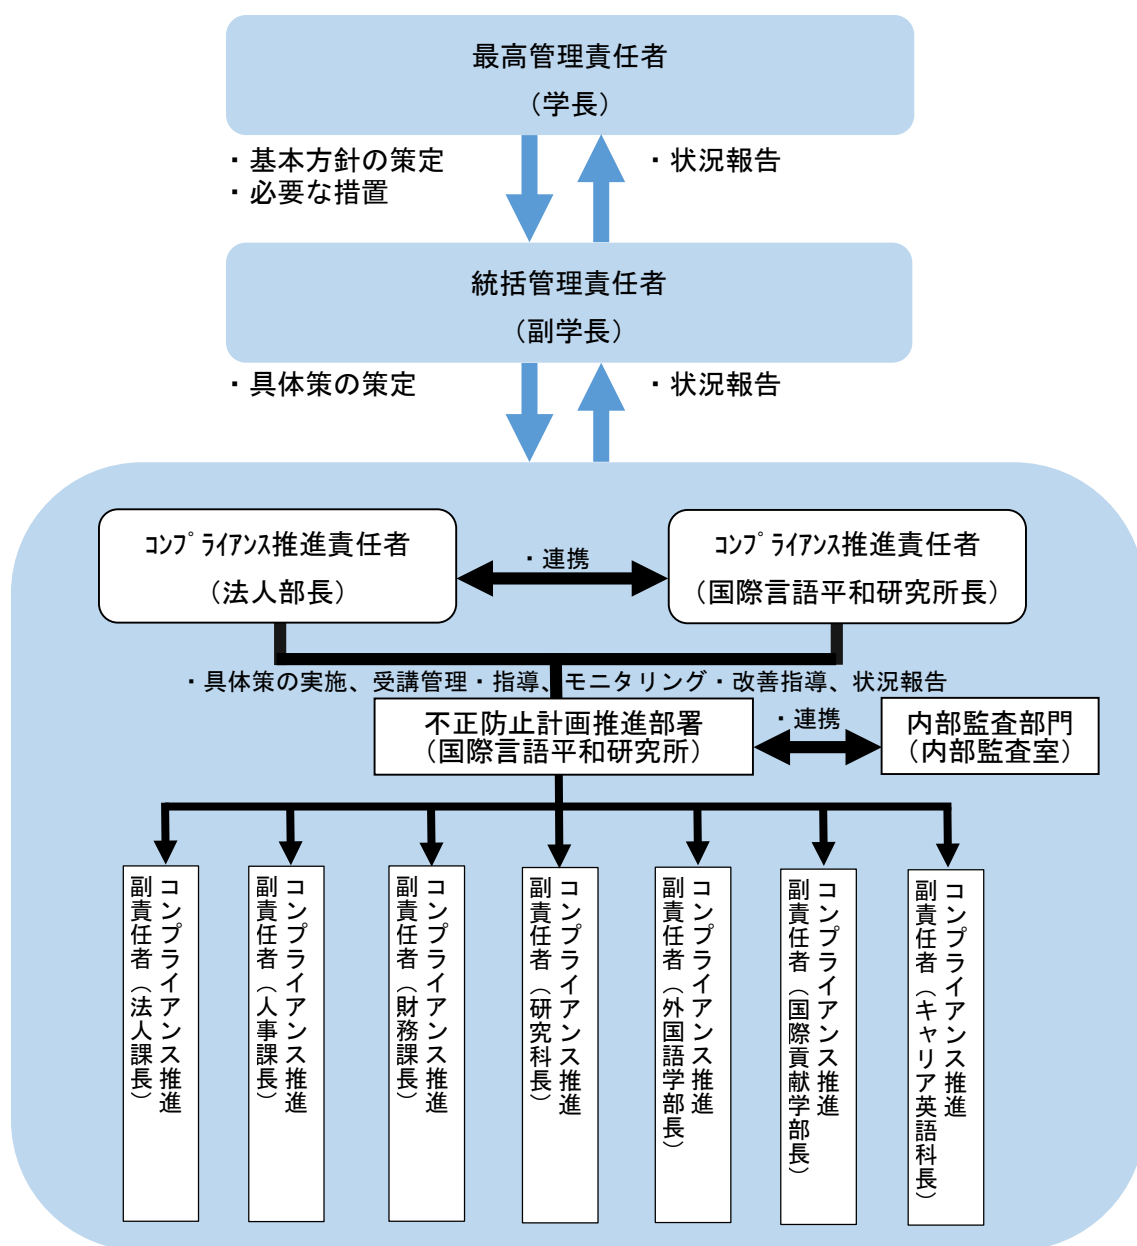 最高管理責任者
（学長）
・基本方針の策定
・必要な措置
・状況報告
統括管理責任者
（副学長）
・具体策の策定
・状況報告
ｺﾝﾌﾟﾗｲｱﾝｽ推進責任者
（法人部長）
・連携
ｺﾝﾌﾟﾗｲｱﾝｽ推進責任者
（国際言語平和研究所長）
・具体策の実施、受講管理・指導、モニタリング・改善指導、状況報告
不正防止計画推進部署
（国際言語平和研究所）
・連携
内部監査部門
（内部監査室）
コンプライアンス推進
副責任者（法人課長）
コンプライアンス推進
副責任者（人事課長）
コンプライアンス推進
副責任者（財務課長）
コンプライアンス推進
副責任者（研究科長）
コンプライアンス推進
副責任者（外国語学部長）
コンプライアンス推進
副責任者（国際貢献学部長）
コンプライアンス推進
副責任者（キャリア英語科長）